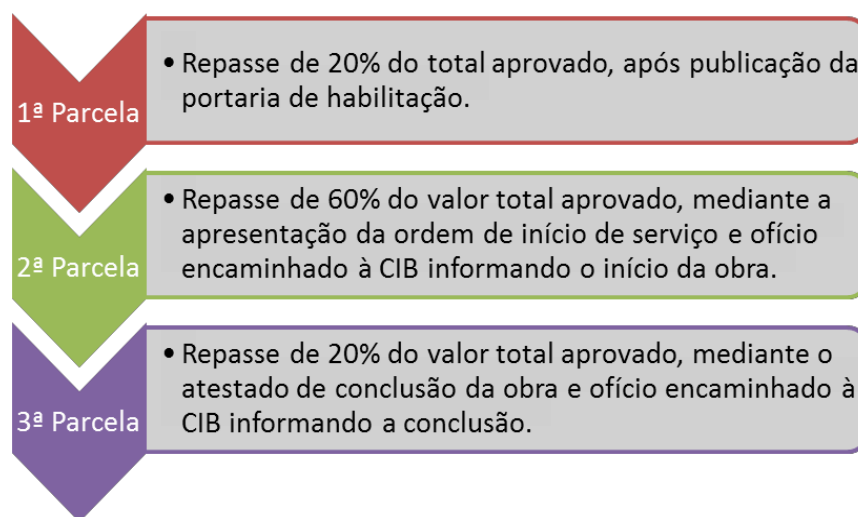 1ª Parcela
• Repasse de 20% do total aprovado, após publicação da
portaria de habilitação.
2ª Parcela
• Repasse de 60% do valor total aprovado, mediante a
apresentação da ordem de início de serviço e ofício
encaminhado à CIB informando o início da obra.
3ª Parcela
• Repasse de 20% do valor total aprovado, mediante o
atestado de conclusão da obra e ofício encaminhado à
CIB informando a conclusão.